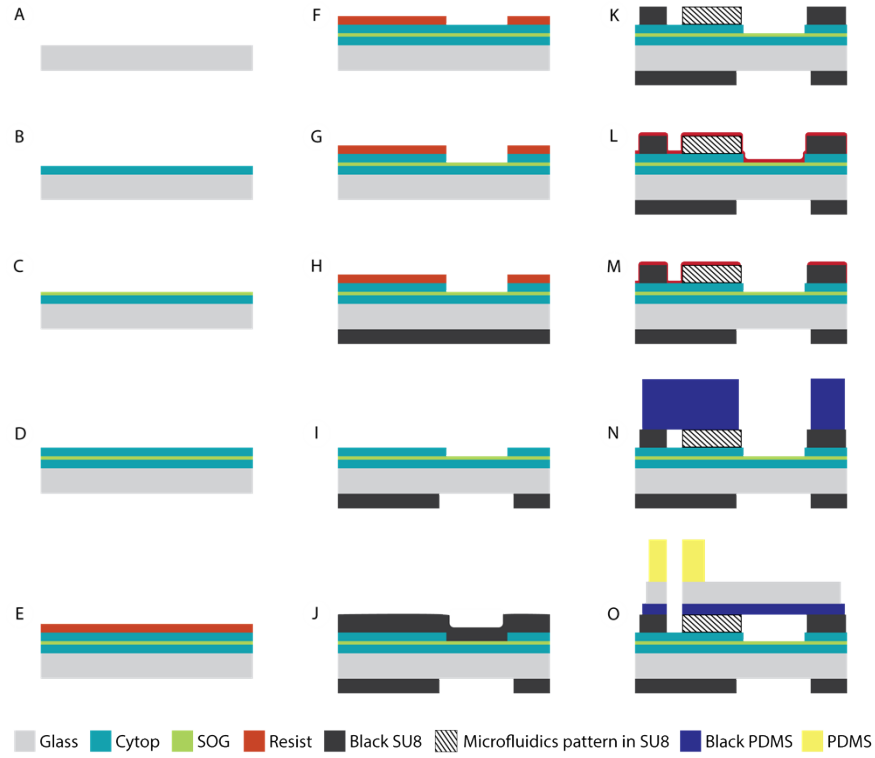 A F K
B G L
C H M
D I N
E J O
Glass Cytop SOG Resist Black SU8 Microfluidics pattern in SU8 Black PDMS PDMS